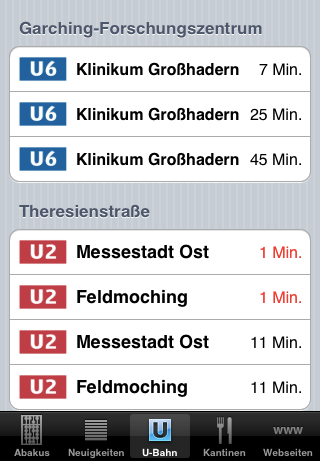 Garching-Forschungszentrum
U6 Klinikum Großhadern 7 Min.
U6 Klinikum Großhadern 25 Min.
U6 Klinikum Großhadern 45 Min.
Theresienstraße
U2 Messestadt Ost 1 Min.
U2 Feldmoching 1 Min.
U2 Messestadt Ost 11 Min.
U2 Feldmoching 11 Min.
U www
Abakus Neuigkeiten U-Bahn Kantinen Webseiten